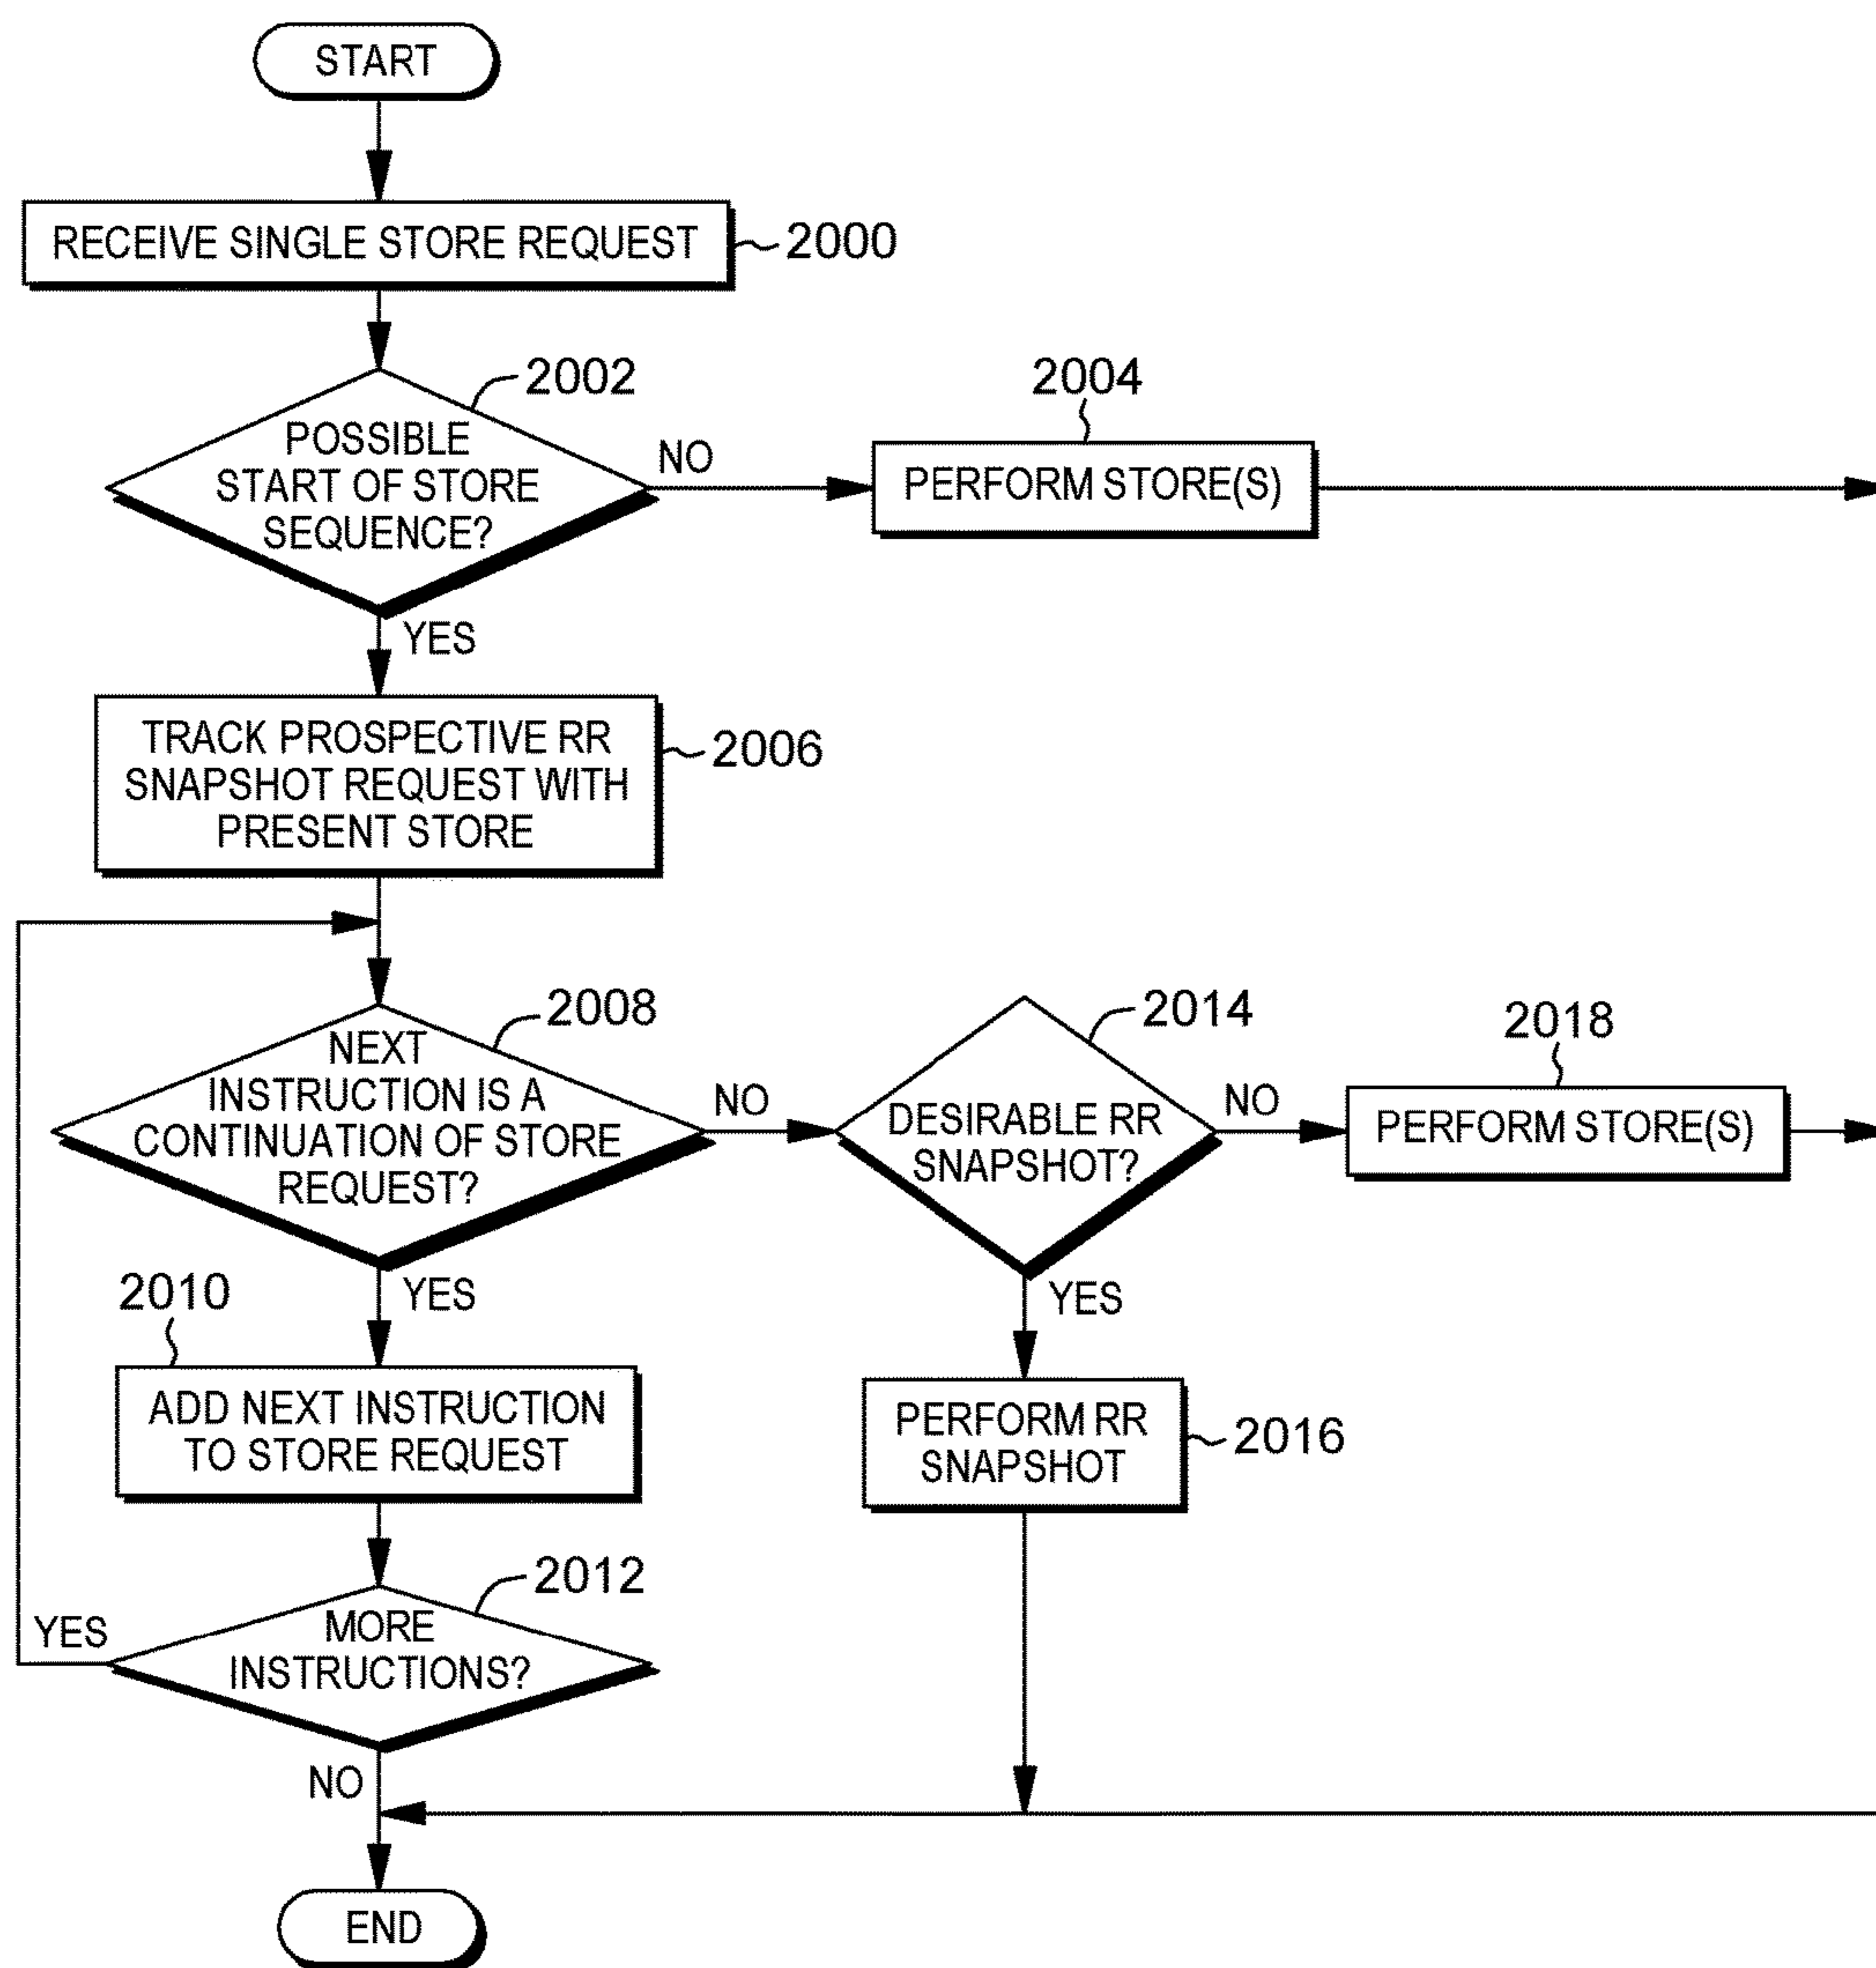 START
RECEIVE SINGLE STORE REQUEST
2000
2002
POSSIBLE
START OF STORE
SEQUENCE?
NO
2004
PERFORM STORE(S)
YES
TRACK PROSPECTIVE RR
SNAPSHOT REQUEST WITH
PRESENT STORE
2006
2008
NEXT
INSTRUCTION IS A
CONTINUATION OF STORE
REQUEST?
NO
2014
DESIRABLE RR
SNAPSHOT?
NO
2018
PERFORM STORE(S)
YES
2010
ADD NEXT INSTRUCTION
TO STORE REQUEST
YES
PERFORM RR
SNAPSHOT
2016
2012
MORE
INSTRUCTIONS?
YES
NO
END